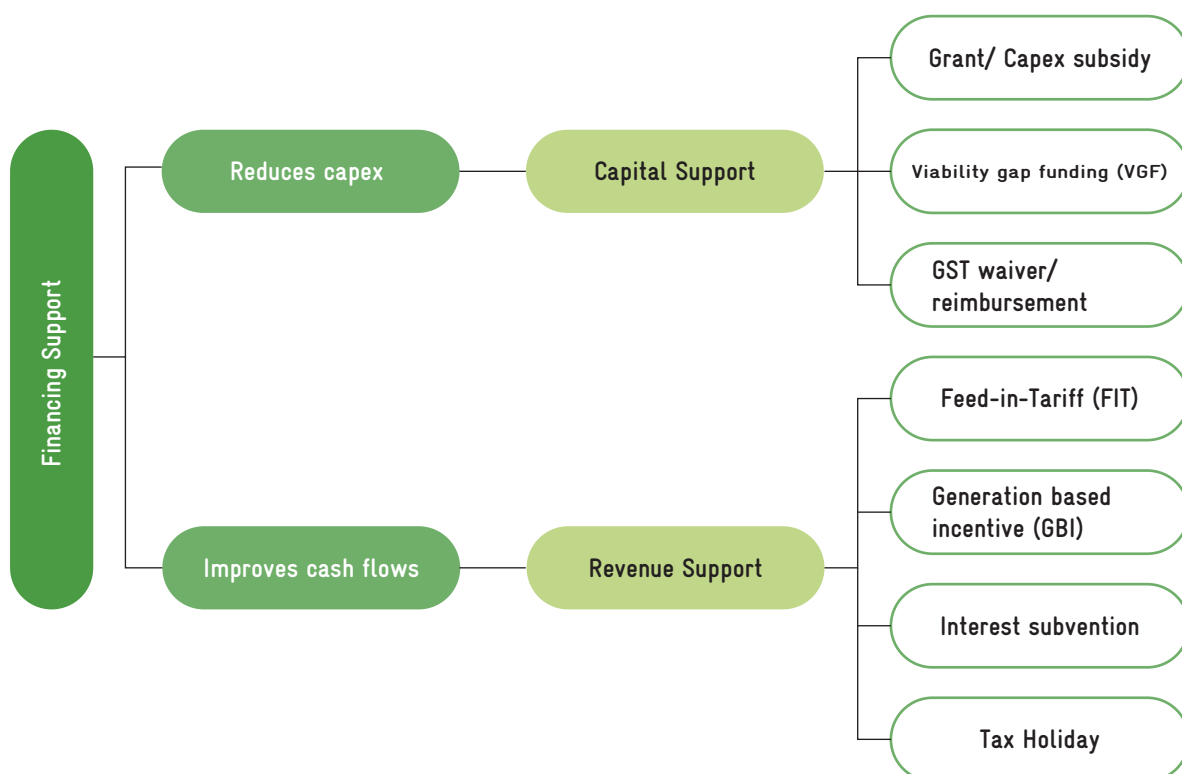 Financing Support
Reduces capex
Capital Support
Grant/ Capex subsidy
Viability gap funding (VGF)
GST waiver/
reimbursement
Improves cash flows
Revenue Support
Feed-in-Tariff (FIT)
Generation based
incentive (GBI)
Interest subvention
Tax Holiday